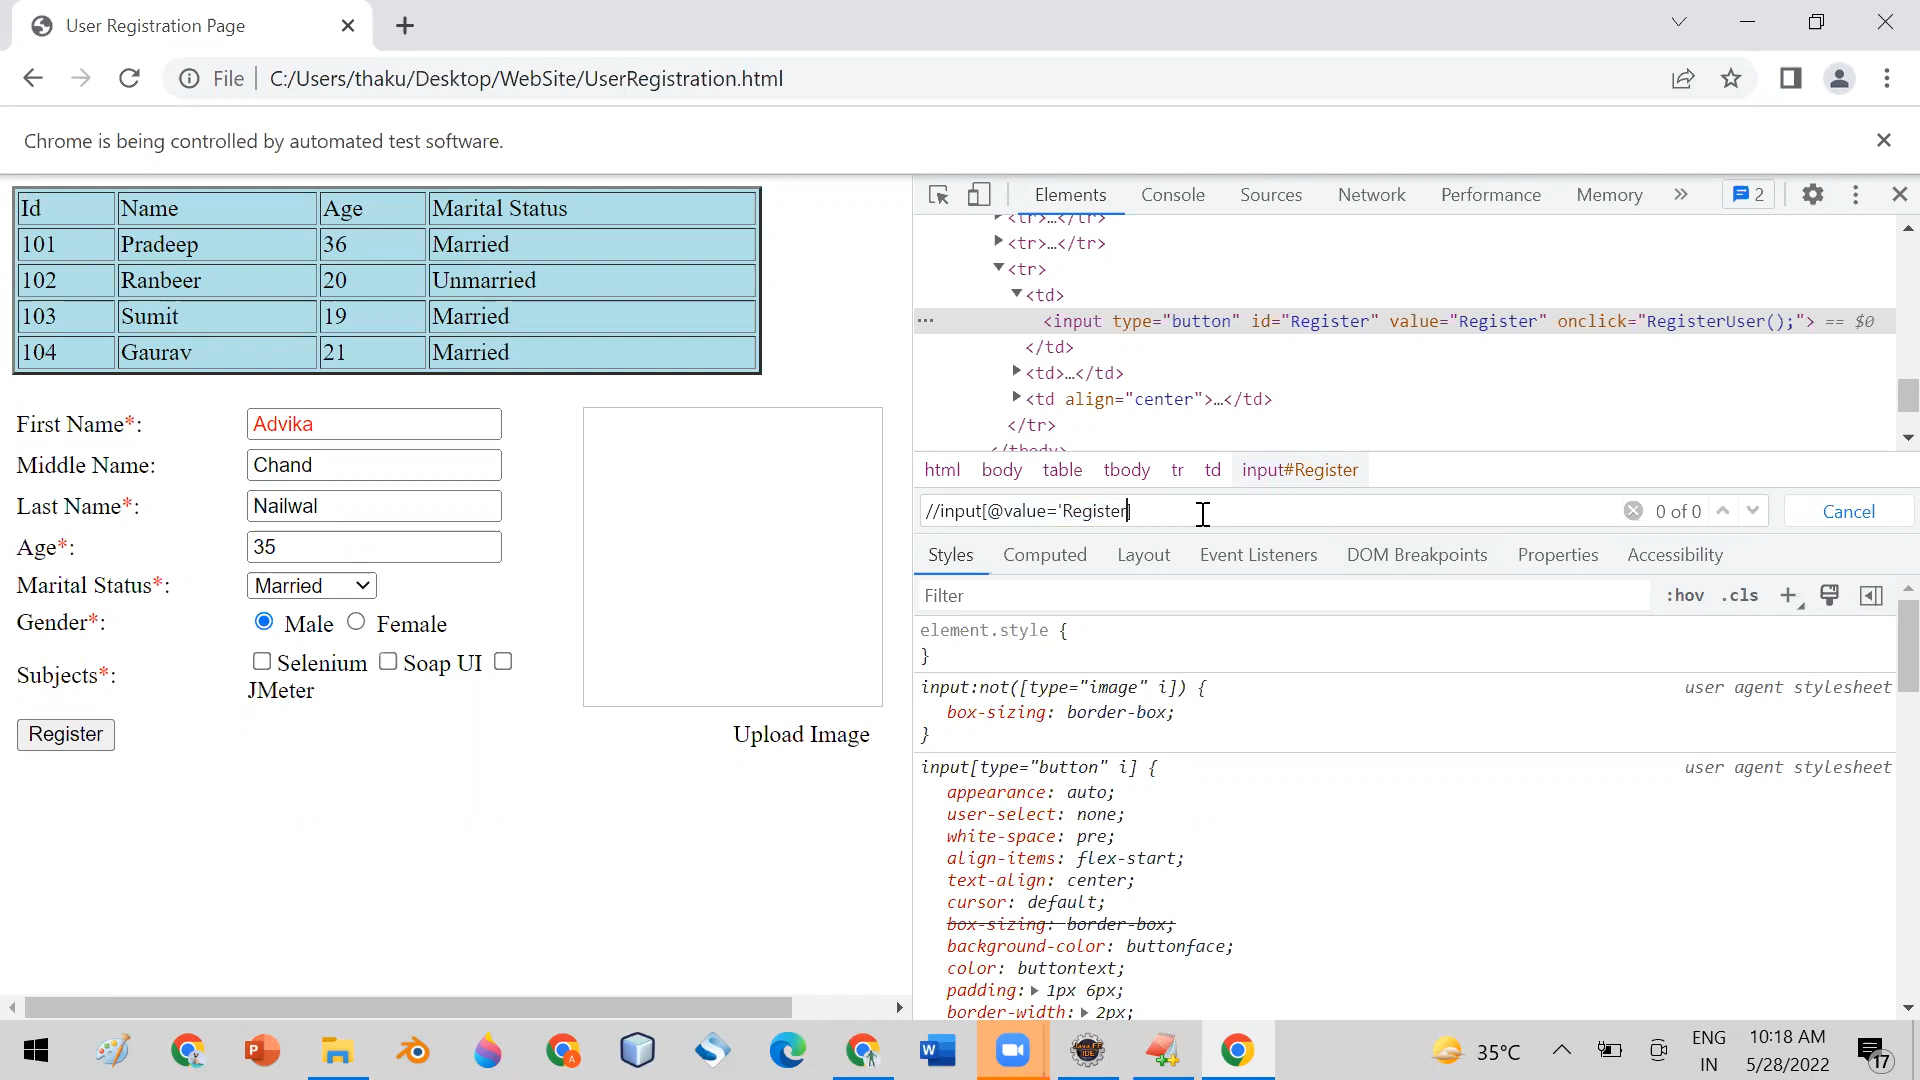 User Registration Page
File
C:/Users/thaku/Desktop/WebSite/UserRegistration.html
Chrome is being controlled by automated test software.
Id Name Age Marital Status
101 Pradeep 36 Married
102 Ranbeer 20 Unmarried
103 Sumit 19 Married
104 Gaurav 21 Married
First Name*: Advika
Middle Name: Chand
Last Name*: Nailwal
Age*: 35
Marital Status*: Married
Gender*: Male Female
Subjects*: Selenium Soap UI
JMeter
Register
Upload Image
Elements Console Sources Network Performance Memory » 2
<tr>…</tr>
<tr>…</tr>
<tr>
<td>
<input type="button" id="Register" value="Register" onclick="RegisterUser();"> == $0
</td>
<td>…</td>
<td align="center">…</td>
</tr>
</tbody>
html body table tbody tr td input#Register
//input[@value='Register] 0 of 0 Cancel
Styles Computed Layout Event Listeners DOM Breakpoints Properties Accessibility
Filter :hov .cls
element.style {
}
input:not([type="image" i]) { user agent stylesheet
box-sizing: border-box;
}
input[type="button" i] { user agent stylesheet
appearance: auto;
user-select: none;
white-space: pre;
align-items: flex-start;
text-align: center;
cursor: default;
box-sizing: border-box;
background-color: buttonface;
color: buttontext;
padding: 1px 6px;
border-width: 2px;
35°C
ENG
IN
10:18 AM
5/28/2022
17